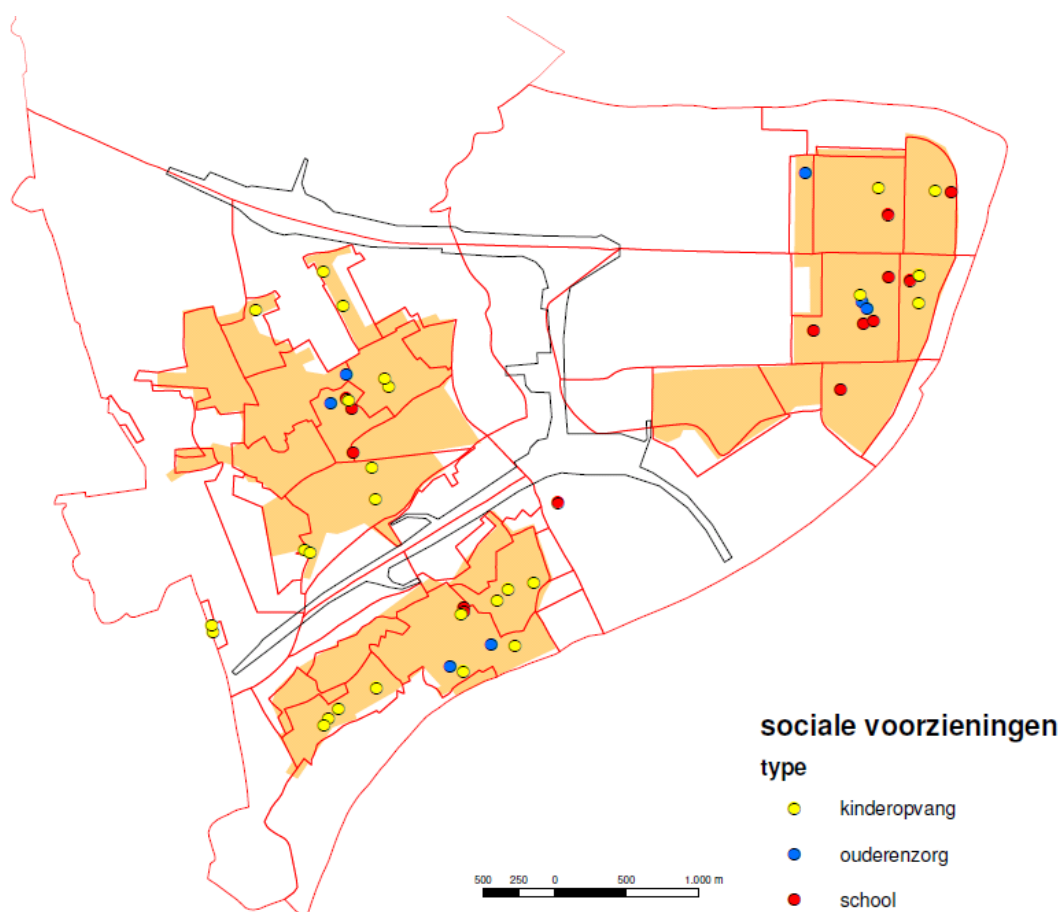 sociale voorzieningen
type
kinderopvang
ouderenzorg
school
500 250 0 500 1.000 m